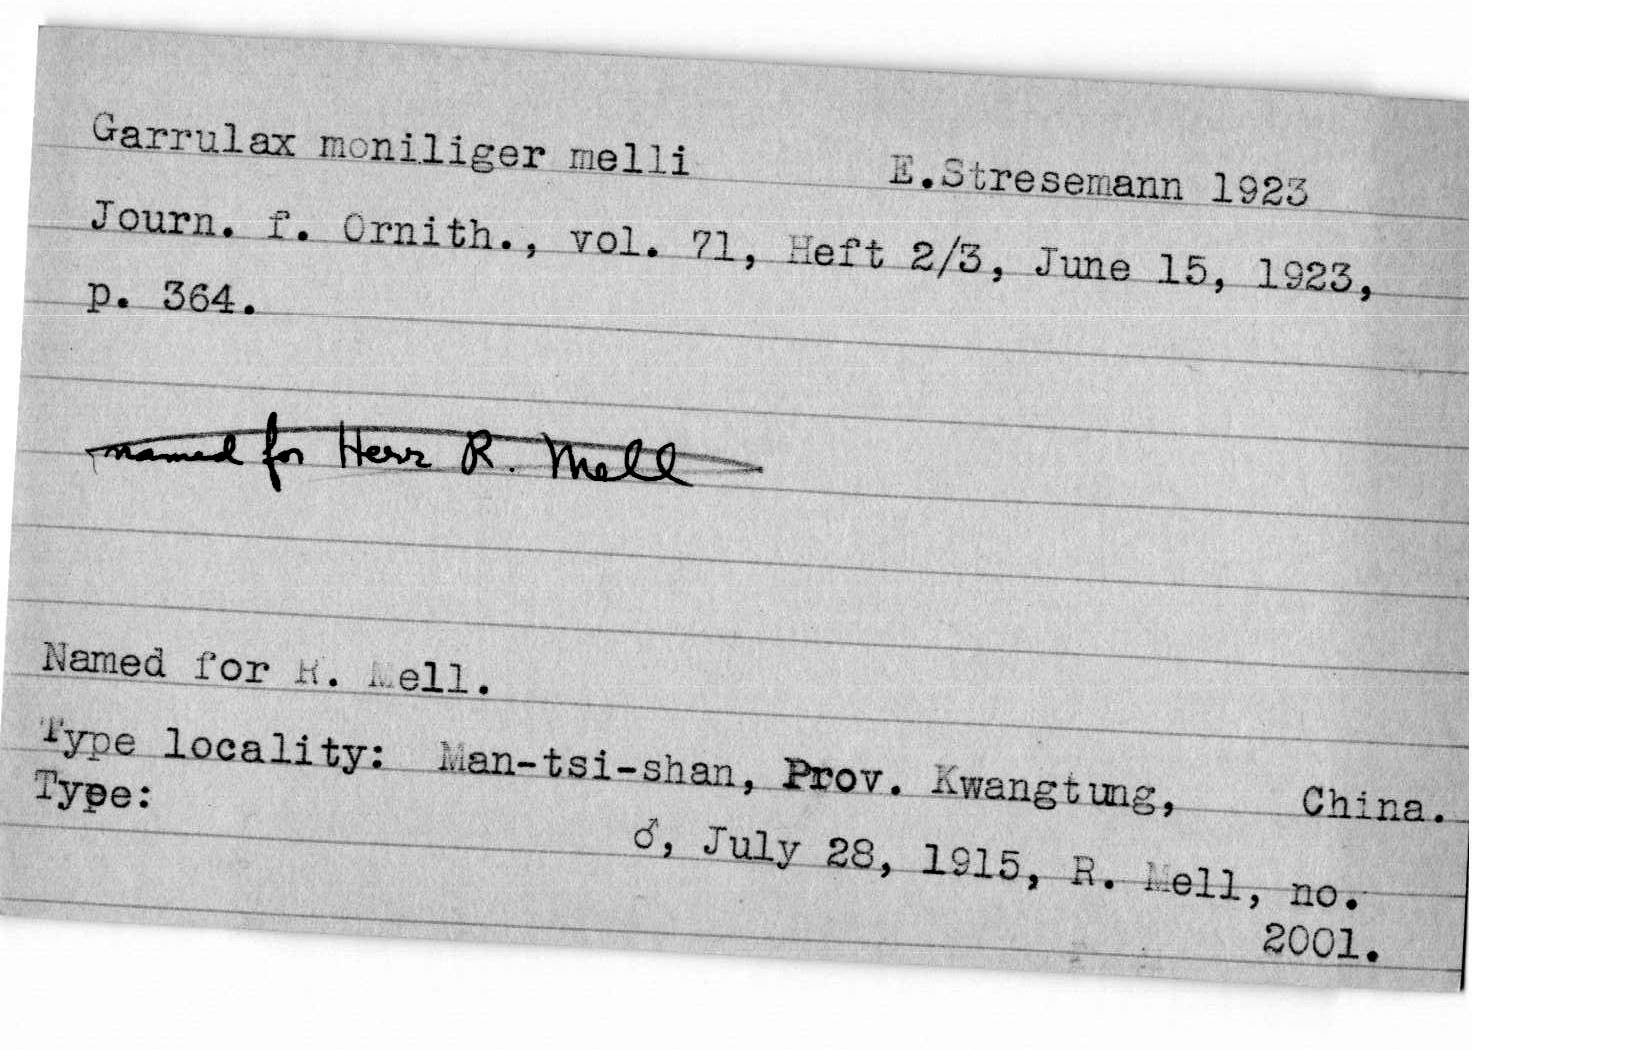 Garrulax moniliger melli E.Stresemann 1923
Journ. f. Ornith., vol. 71, Heft 2/3, June 15, 1923,
p. 364.
named for Herr R. Mell
Named for R. Mell.
Type locality: Man-tsi-shan, Prov. Kwangtung, China.
Type:
♂, July 28, 1915, R. Mell, no.
2001.